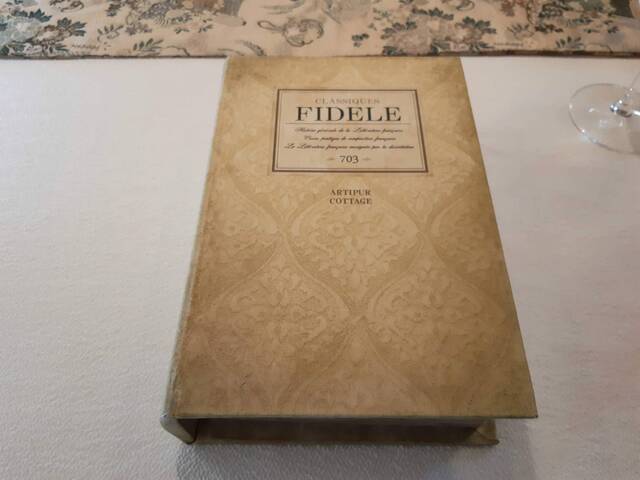 CLASSIQUES
FIDELE
Histoire générale de la Littérature française
Cours pratique de composition française
La Littérature française enseignée par la dissertation
703
ARTIPUR
COTTAGE